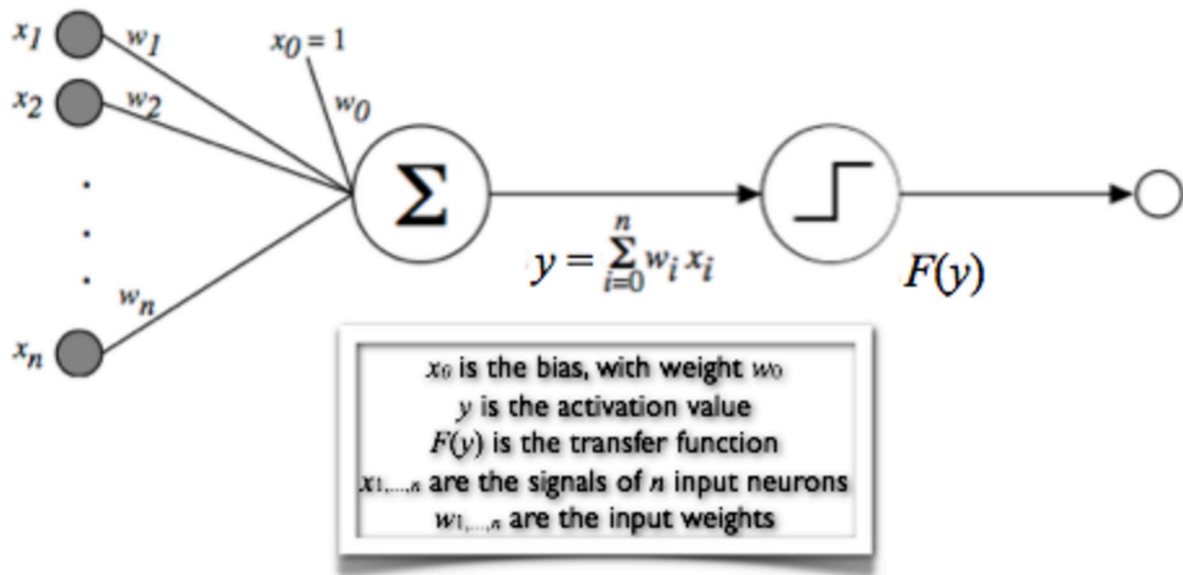 x₁ w₁
x₀ = 1
x₂ w₂ w₀
.
.
.
Σ
y = Σⁿᵢ₌₀ wᵢ xᵢ
F(y)
xₙ wₙ
x₀ is the bias, with weight w₀
y is the activation value
F(y) is the transfer function
x₁,...,ₙ are the signals of n input neurons
w₁,...,ₙ are the input weights